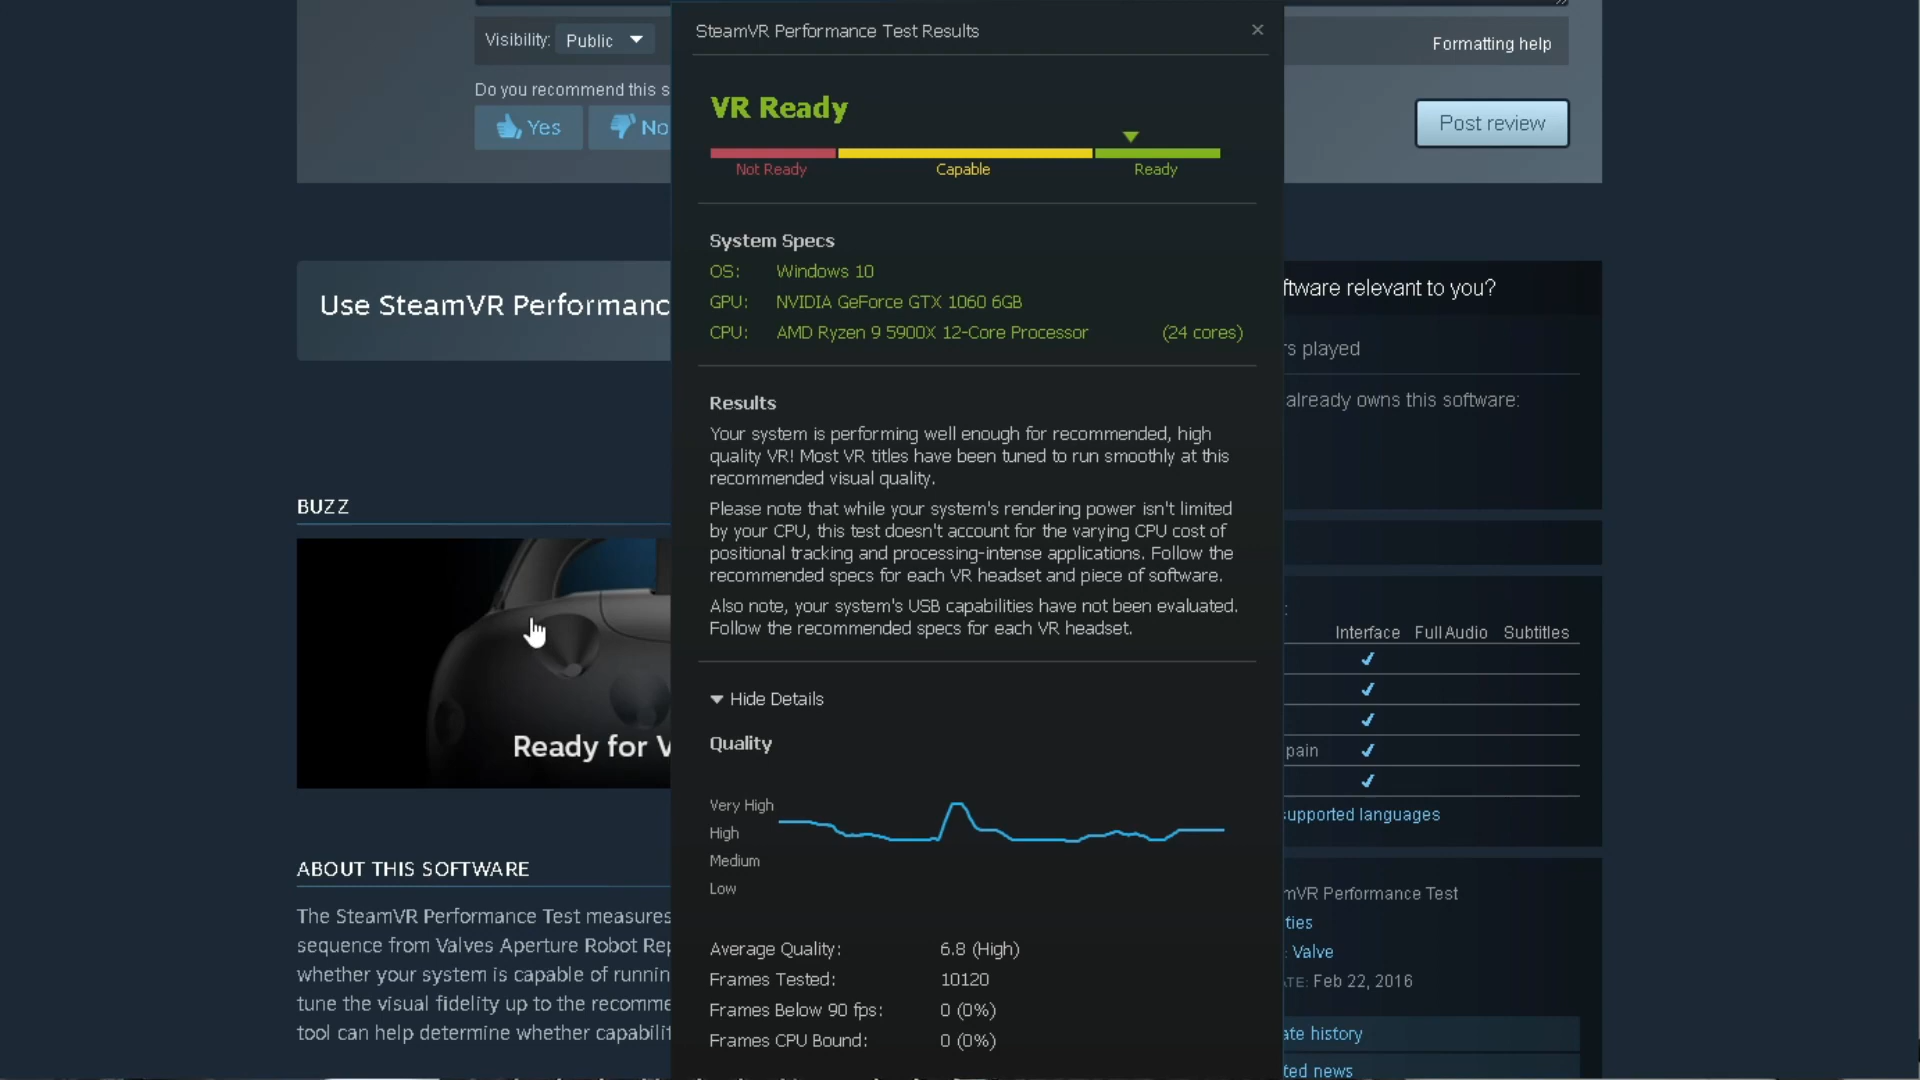 SteamVR Performance Test Results
Visibility: Public
Formatting help
Do you recommend this s
Yes
No
Post review
VR Ready
Not Ready
Capable
Ready
System Specs
OS: Windows 10
GPU: NVIDIA GeForce GTX 1060 6GB
CPU: AMD Ryzen 9 5900X 12-Core Processor (24 cores)
Use SteamVR Performanc
ftware relevant to you?
rs played
already owns this software:
Results
Your system is performing well enough for recommended, high
quality VR! Most VR titles have been tuned to run smoothly at this
recommended visual quality.
Please note that while your system's rendering power isn't limited
by your CPU, this test doesn't account for the varying CPU cost of
positional tracking and processing-intense applications. Follow the
recommended specs for each VR headset and piece of software.
Also note, your system's USB capabilities have not been evaluated.
Follow the recommended specs for each VR headset.
BUZZ
Ready for V
Interface Full Audio Subtitles
pain
supported languages
Hide Details
Quality
Very High
High
Medium
Low
Average Quality: 6.8 (High)
Frames Tested: 10120
Frames Below 90 fps: 0 (0%)
Frames CPU Bound: 0 (0%)
ABOUT THIS SOFTWARE
The SteamVR Performance Test measures
sequence from Valves Aperture Robot Rep
whether your system is capable of runnin
tune the visual fidelity up to the recomme
tool can help determine whether capabilit
mVR Performance Test
ties
: Valve
ATE: Feb 22, 2016
ate history
ted news